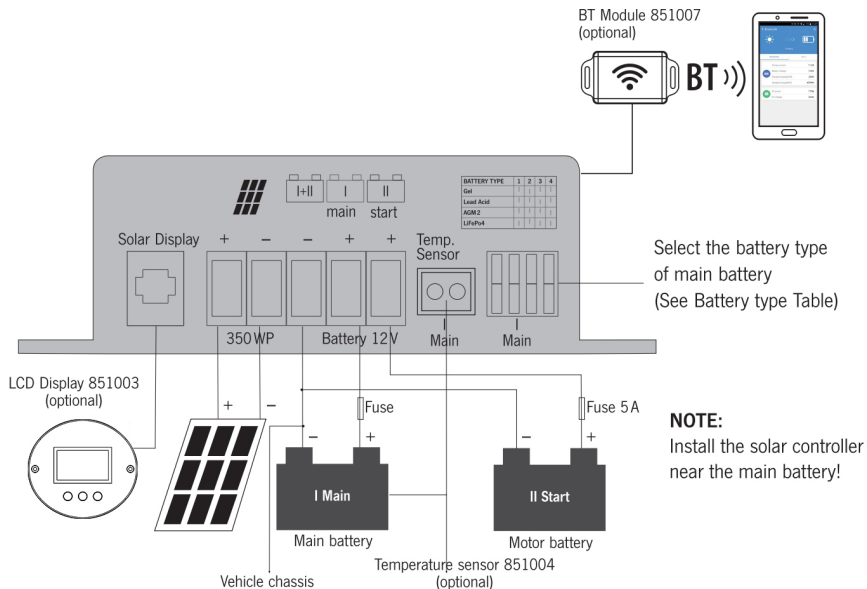 BT Module 851007
(optional)
BT
I+II
I
II
main
start
BATTERY TYPE 1 2 3 4
Gel
Lead Acid
AGM 2
LiFePo4
Solar Display
+ − − + +
Temp.
Sensor
350 WP
Battery 12 V
I
Main
I
Main
Select the battery type
of main battery
(See Battery type Table)
LCD Display 851003
(optional)
+ −
Fuse
Fuse 5 A
− +
− +
I Main
II Start
Main battery
Motor battery
NOTE:
Install the solar controller
near the main battery!
Temperature sensor 851004
(optional)
Vehicle chassis